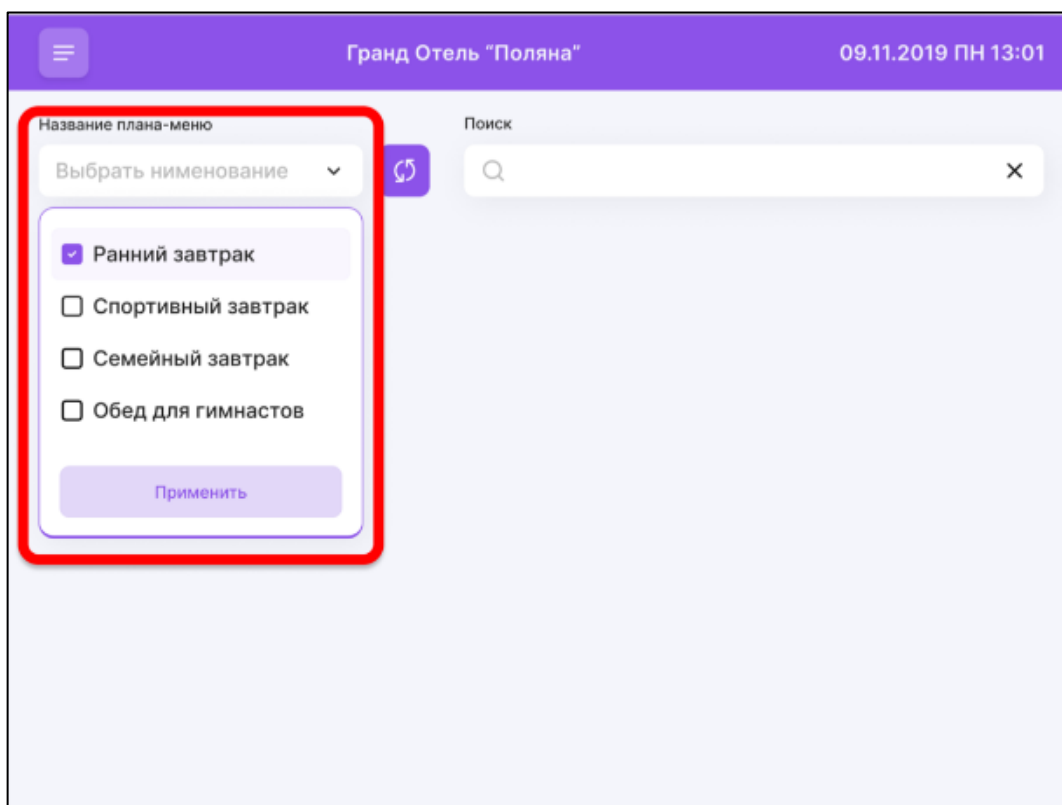 Гранд Отель “Поляна”
09.11.2019 ПН 13:01
Название плана-меню
Поиск
Выбрать нименование
Ранний завтрак
Спортивный завтрак
Семейный завтрак
Обед для гимнастов
Применить